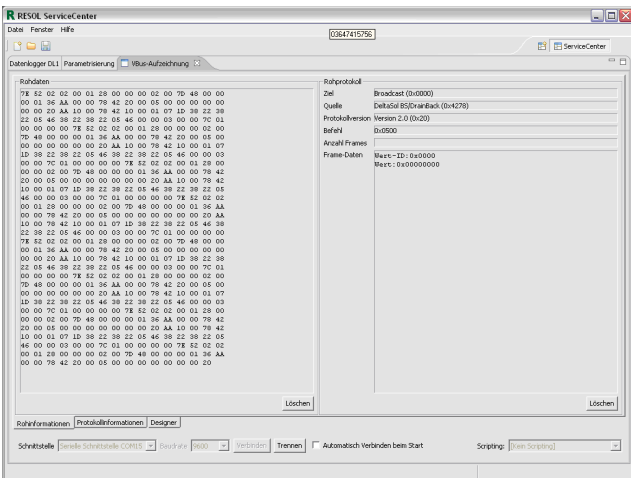 RESOL ServiceCenter
Datei Fenster Hilfe
03647415756
ServiceCenter
Datenlogger DL1 Parametrisierung VBus-Aufzeichnung
Rohdaten
7E 52 02 02 00 01 28 00 00 00 02 00 7D 48 00 00
00 01 36 AA 00 00 78 42 20 00 05 00 00 00 00 00
00 00 20 AA 10 00 78 42 10 00 01 07 1D 38 22 38
22 05 46 38 22 38 22 05 46 00 00 03 00 00 7C 01
00 00 00 00 7E 52 02 02 00 01 28 00 00 00 02 00
7D 48 00 00 00 01 36 AA 00 00 78 42 20 00 05 00
00 00 00 00 00 00 20 AA 10 00 78 42 10 00 01 07
1D 38 22 38 22 05 46 38 22 38 22 05 46 00 00 03
00 00 7C 01 00 00 00 00 7E 52 02 02 00 01 28 00
00 00 02 00 7D 48 00 00 00 01 36 AA 00 00 78 42
20 00 05 00 00 00 00 00 00 00 20 AA 10 00 78 42
10 00 01 07 1D 38 22 38 22 05 46 38 22 38 22 05
46 00 00 03 00 00 7C 01 00 00 00 00 7E 52 02 02
00 01 28 00 00 00 02 00 7D 48 00 00 00 01 36 AA
00 00 78 42 20 00 05 00 00 00 00 00 00 00 20 AA
10 00 78 42 10 00 01 07 1D 38 22 38 22 05 46 38
22 38 22 05 46 00 00 03 00 00 7C 01 00 00 00 00
7E 52 02 02 00 01 28 00 00 00 02 00 7D 48 00 00
00 01 36 AA 00 00 78 42 20 00 05 00 00 00 00 00
00 00 20 AA 10 00 78 42 10 00 01 07 1D 38 22 38
22 05 46 38 22 38 22 05 46 00 00 03 00 00 7C 01
00 00 00 00 7E 52 02 02 00 01 28 00 00 00 02 00
7D 48 00 00 00 01 36 AA 00 00 78 42 20 00 05 00
00 00 00 00 00 00 20 AA 10 00 78 42 10 00 01 07
1D 38 22 38 22 05 46 38 22 38 22 05 46 00 00 03
00 00 7C 01 00 00 00 00 7E 52 02 02 00 01 28 00
00 00 02 00 7D 48 00 00 00 01 36 AA 00 00 78 42
20 00 05 00 00 00 00 00 00 00 20 AA 10 00 78 42
10 00 01 07 1D 38 22 38 22 05 46 38 22 38 22 05
46 00 00 03 00 00 7C 01 00 00 00 00 7E 52 02 02
00 01 28 00 00 00 02 00 7D 48 00 00 00 01 36 AA
00 00 78 42 20 00 05 00 00 00 00 00 00 00 20
Löschen
Rohprotokoll
Ziel Broadcast (0x0000)
Quelle DeltaSol BS/DrainBack (0x4278)
Protokollversion Version 2.0 (0x20)
Befehl 0x0500
Anzahl Frames
Frame-Daten Wert-ID:0x0000
Wert:0x00000000
Löschen
Rohinformationen Protokollinformationen Designer
Schnittstelle Serielle Schnittstelle COM15 Baudrate 9600 Verbinden Trennen Automatisch Verbinden beim Start Scripting: [Kein Scripting]